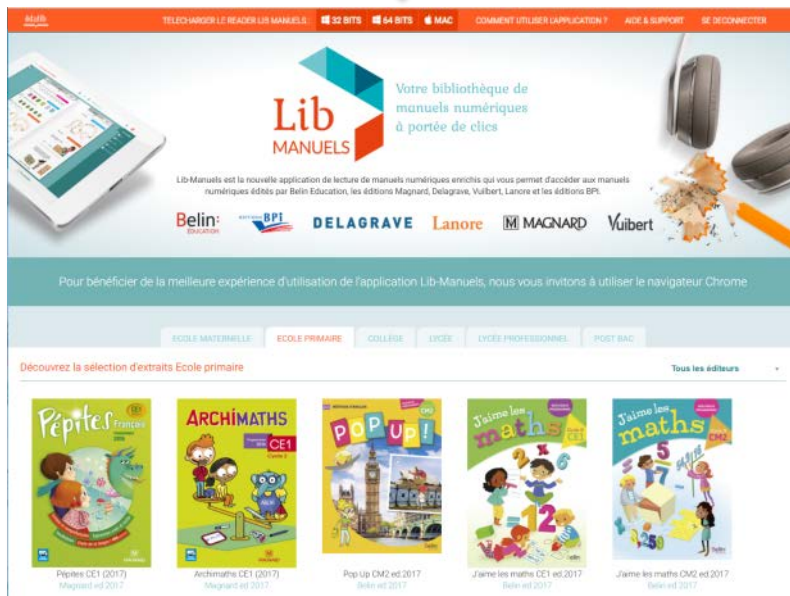 TELECHARGER LE READER LIB MANUELS : 32 BITS 64 BITS MAC COMMENT UTILISER L'APPLICATION ? AIDE & SUPPORT SE DECONNECTER
Lib
MANUELS
Votre bibliothèque de
manuels numériques
à portée de clics
Lib-Manuels est la nouvelle application de lecture de manuels numériques enrichis qui vous permet d'accéder aux manuels
numériques édités par Belin Education, les éditions Magnard, Delagrave, Vuibert, Lanore et les éditions BPI.
Belin: EDUCATION BPI DELAGRAVE Lanore M MAGNARD Vuibert
Pour bénéficier de la meilleure expérience d'utilisation de l'application Lib-Manuels, nous vous invitons à utiliser le navigateur Chrome
ECOLE MATERNELLE ECOLE PRIMAIRE COLLÈGE LYCÉE LYCÉE PROFESSIONNEL POST BAC
Découvrez la sélection d'extraits Ecole primaire
Tous les éditeurs
Pépites Français
CE1
ARCHIMATHS
CE1
POP UP!
CM2
J'aime les
maths
CE1
2 x 6
12
J'aime les
maths
CM2
Pépites CE1 (2017) Archimaths CE1 (2017) Pop Up CM2 ed.2017 J'aime les maths CE1 ed.2017 J'aime les maths CM2 ed.2017
Magnard ed 2017 Magnard ed 2017 Belin ed 2017 Belin ed 2017 Belin ed 2017